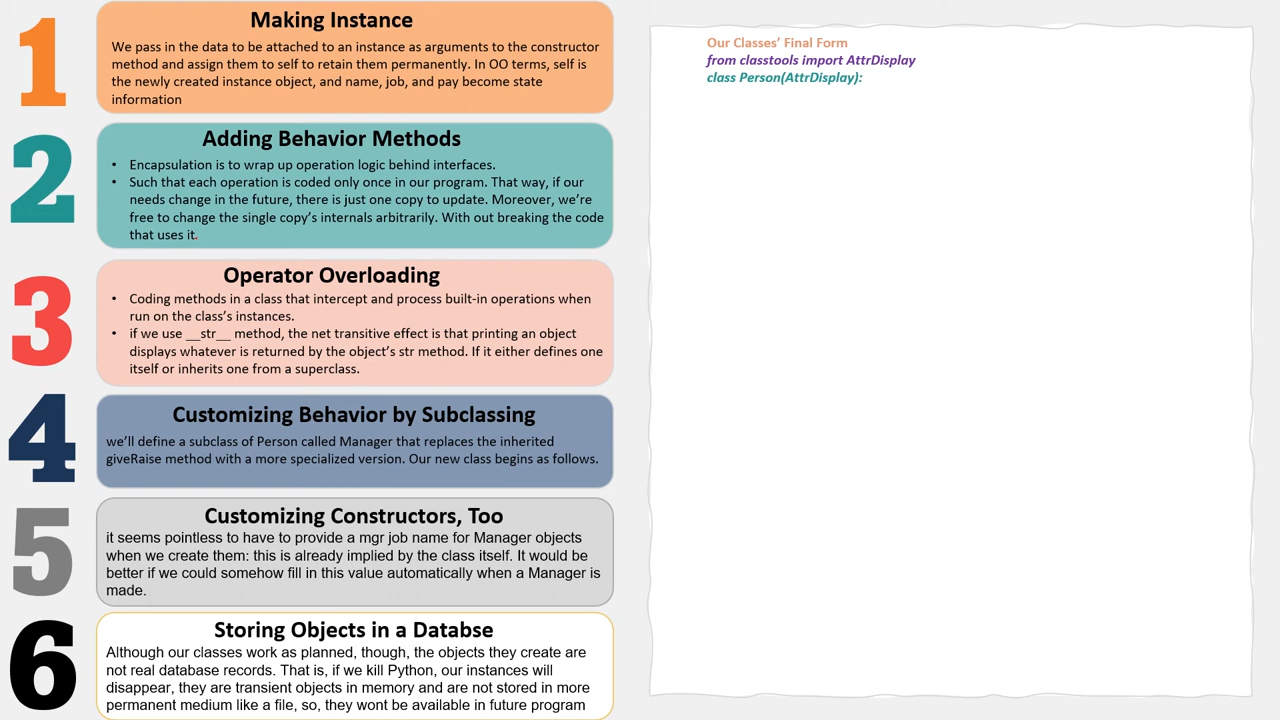 1
Making Instance
We pass in the data to be attached to an instance as arguments to the constructor
method and assign them to self to retain them permanently. In OO terms, self is
the newly created instance object, and name, job, and pay become state
information
2
Adding Behavior Methods
• Encapsulation is to wrap up operation logic behind interfaces.
• Such that each operation is coded only once in our program. That way, if our
needs change in the future, there is just one copy to update. Moreover, we’re
free to change the single copy’s internals arbitrarily. With out breaking the code
that uses it.
3
Operator Overloading
• Coding methods in a class that intercept and process built-in operations when
run on the class’s instances.
• if we use __str__ method, the net transitive effect is that printing an object
displays whatever is returned by the object’s str method. If it either defines one
itself or inherits one from a superclass.
4
Customizing Behavior by Subclassing
we’ll define a subclass of Person called Manager that replaces the inherited
giveRaise method with a more specialized version. Our new class begins as follows.
5
Customizing Constructors, Too
it seems pointless to have to provide a mgr job name for Manager objects
when we create them: this is already implied by the class itself. It would be
better if we could somehow fill in this value automatically when a Manager is
made.
6
Storing Objects in a Databse
Although our classes work as planned, though, the objects they create are
not real database records. That is, if we kill Python, our instances will
disappear, they are transient objects in memory and are not stored in more
permanent medium like a file, so, they wont be available in future program
Our Classes’ Final Form
from classtools import AttrDisplay
class Person(AttrDisplay):